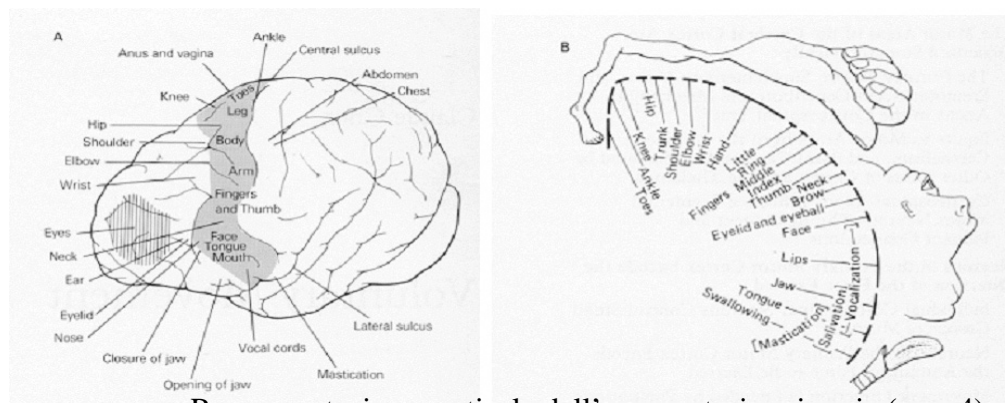 A
Ankle
Anus and vagina
Central sulcus
Abdomen
Chest
Knee
Toes
Leg
Hip
Shoulder
Body
Elbow
Arm
Wrist
Fingers
and Thumb
Eyes
Face
Tongue
Mouth
Neck
Ear
Eyelid
Nose
Lateral sulcus
Vocal cords
Closure of jaw
Mastication
Opening of jaw
B
Toes
Ankle
Knee
Hip
Trunk
Shoulder
Elbow
Wrist
Hand
Little
Ring
Middle
Index
Fingers
Thumb
Neck
Brow
Eyelid and eyeball
Face
Lips
Jaw
Tongue
Swallowing
[Mastication]
Salivation]
[Vocalization]